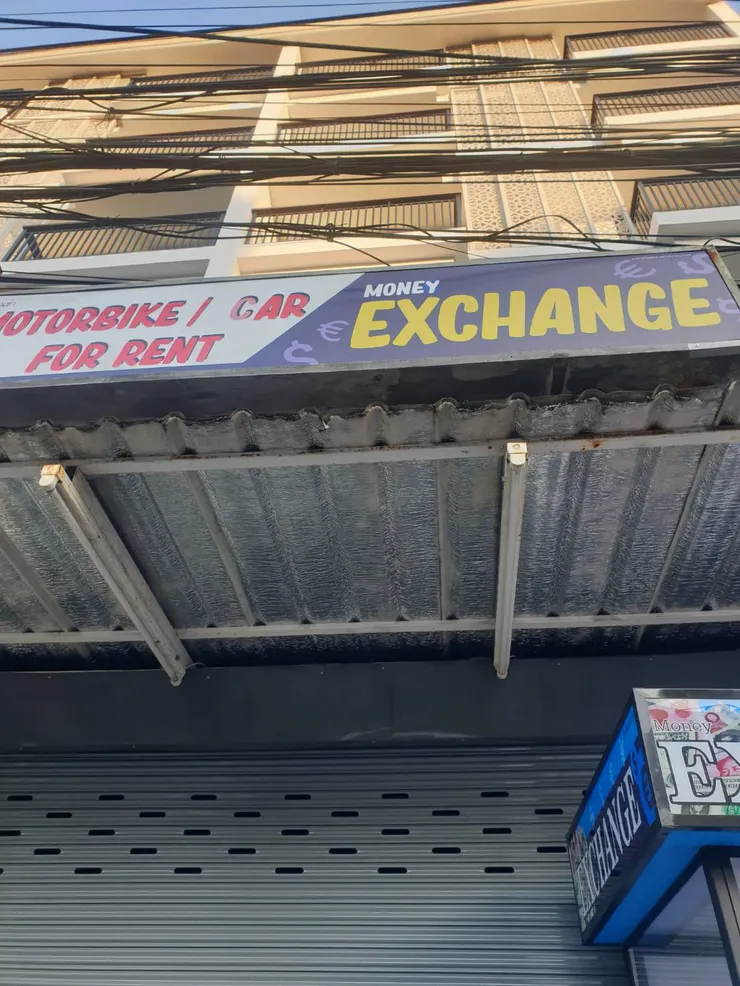 MOTORBIKE / CAR
FOR RENT
MONEY
EXCHANGE
Money
EXCHANGE